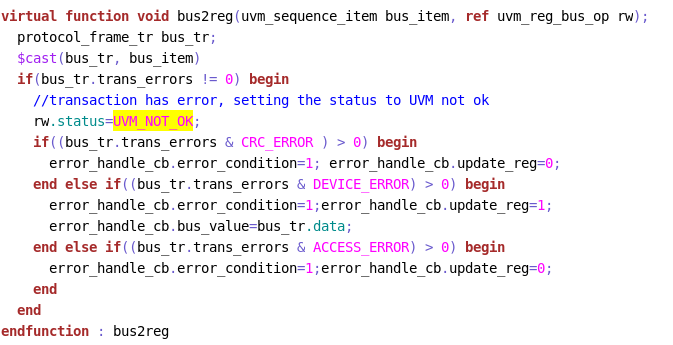 virtual function void bus2reg(uvm_sequence_item bus_item, ref uvm_reg_bus_op rw);
  protocol_frame_tr bus_tr;
  $cast(bus_tr, bus_item)
  if(bus_tr.trans_errors != 0) begin
    //transaction has error, setting the status to UVM not ok
    rw.status=UVM_NOT_OK;
    if((bus_tr.trans_errors & CRC_ERROR ) > 0) begin
      error_handle_cb.error_condition=1; error_handle_cb.update_reg=0;
    end else if((bus_tr.trans_errors & DEVICE_ERROR) > 0) begin
      error_handle_cb.error_condition=1;error_handle_cb.update_reg=1;
      error_handle_cb.bus_value=bus_tr.data;
    end else if((bus_tr.trans_errors & ACCESS_ERROR) > 0) begin
      error_handle_cb.error_condition=1;error_handle_cb.update_reg=0;
    end
  end
endfunction : bus2reg